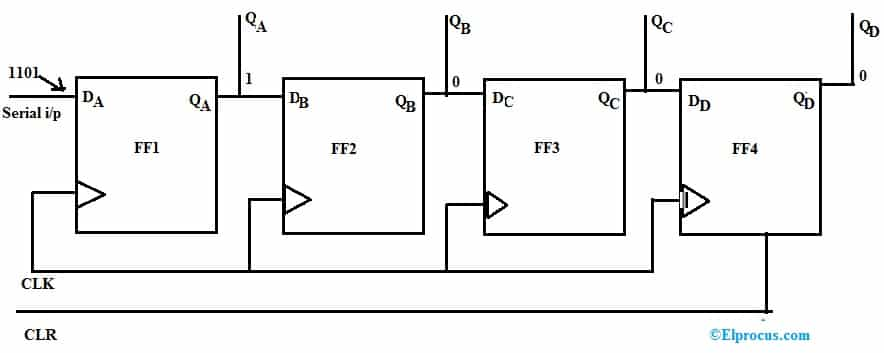 QA
QB
QC
QD
1101
1
0
0
0
DA
QA
DB
QB
DC
QC
DD
QD
Serial i/p
FF1
FF2
FF3
FF4
CLK
CLR
©Elprocus.com